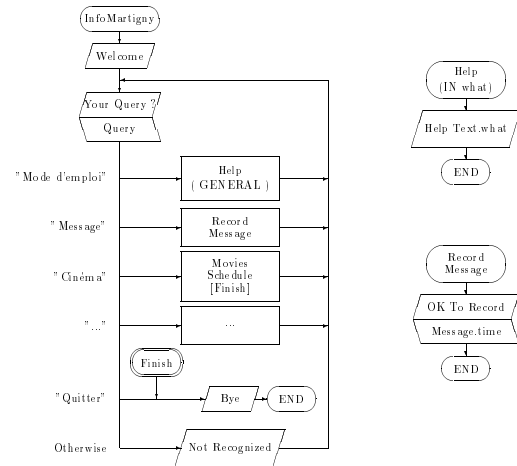 InfoMartigny
Welcome
Your Query ?
Query
"Mode d'emploi"
Help
( GENERAL )
"Message"
Record
Message
"Cinéma"
Movies
Schedule
[Finish]
"..."
...
Finish
"Quitter"
Bye
END
Otherwise
Not Recognized
Help
(IN what)
Help Text.what
END
Record
Message
OK To Record
Message.time
END